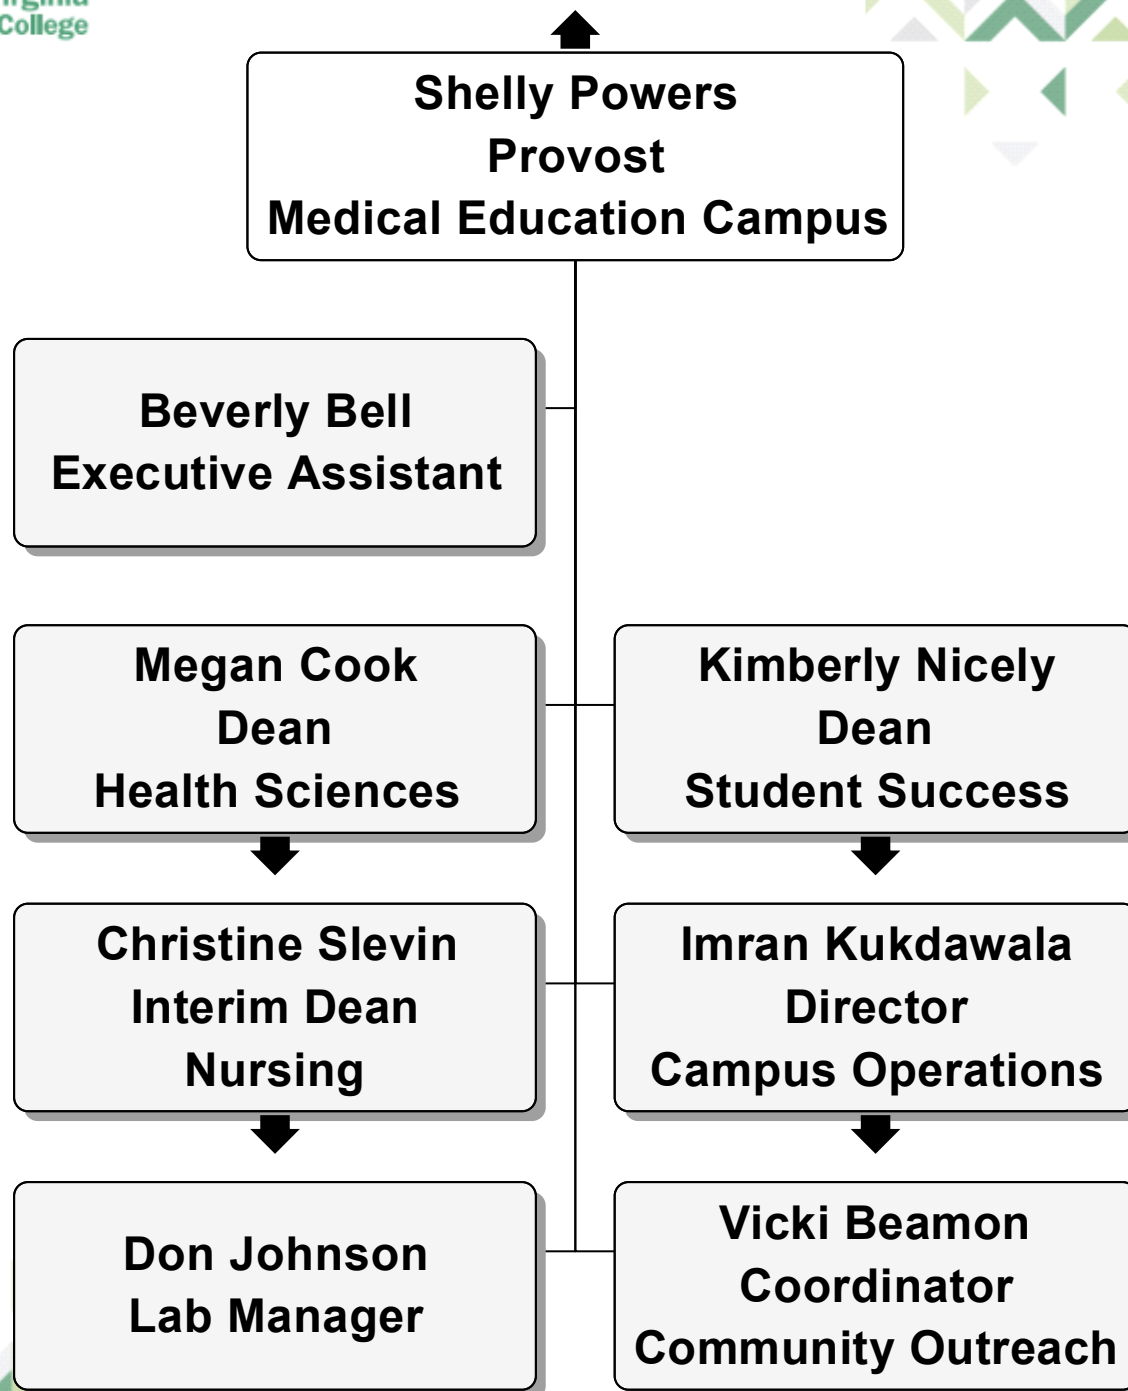 College
Shelly Powers
Provost
Medical Education Campus
Beverly Bell
Executive Assistant
Megan Cook
Dean
Health Sciences
Kimberly Nicely
Dean
Student Success
Christine Slevin
Interim Dean
Nursing
Imran Kukdawala
Director
Campus Operations
Don Johnson
Lab Manager
Vicki Beamon
Coordinator
Community Outreach